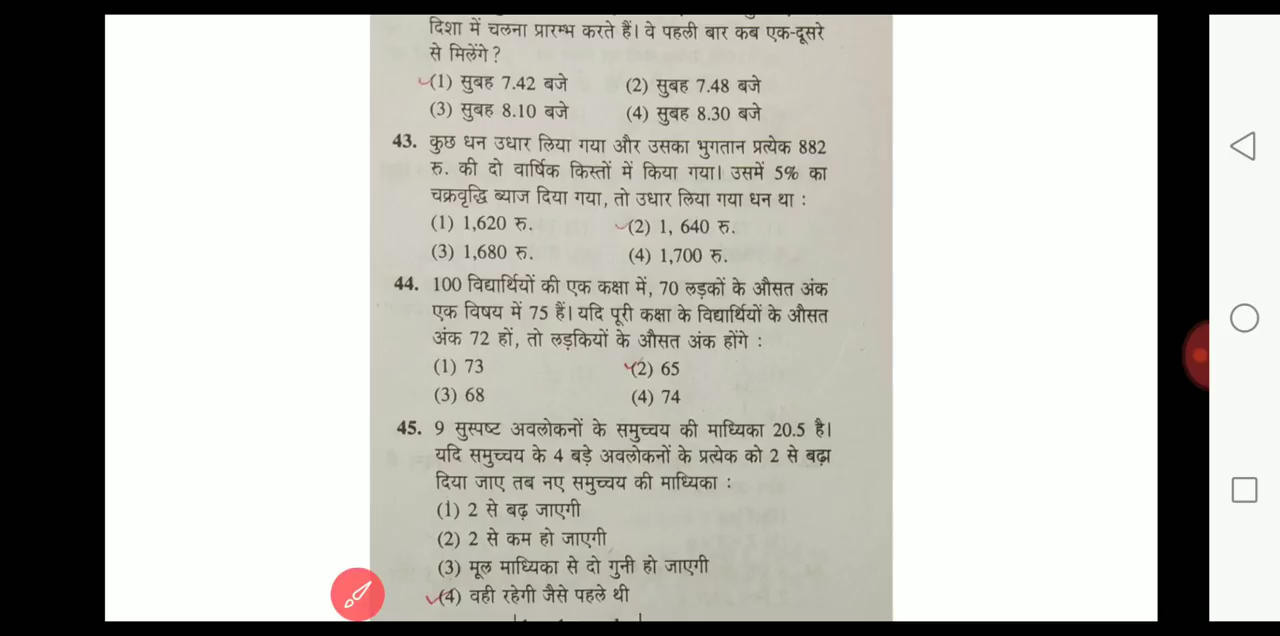 दिशा में चलना प्रारम्भ करते हैं। वे पहली बार कब एक-दूसरे
से मिलेंगे ?
(1) सुबह 7.42 बजे (2) सुबह 7.48 बजे
(3) सुबह 8.10 बजे (4) सुबह 8.30 बजे
43. कुछ धन उधार लिया गया और उसका भुगतान प्रत्येक 882
रु. की दो वार्षिक किस्तों में किया गया। उसमें 5% का
चक्रवृद्धि ब्याज दिया गया, तो उधार लिया गया धन था :
(1) 1,620 रु. (2) 1, 640 रु.
(3) 1,680 रु. (4) 1,700 रु.
44. 100 विद्यार्थियों की एक कक्षा में, 70 लड़कों के औसत अंक
एक विषय में 75 हैं। यदि पूरी कक्षा के विद्यार्थियों के औसत
अंक 72 हों, तो लड़कियों के औसत अंक होंगे :
(1) 73 (2) 65
(3) 68 (4) 74
45. 9 सुस्पष्ट अवलोकनों के समुच्चय की माध्यिका 20.5 है।
यदि समुच्चय के 4 बड़े अवलोकनों के प्रत्येक को 2 से बढ़ा
दिया जाए तब नए समुच्चय की माध्यिका :
(1) 2 से बढ़ जाएगी
(2) 2 से कम हो जाएगी
(3) मूल माध्यिका से दो गुनी हो जाएगी
(4) वही रहेगी जैसे पहले थी